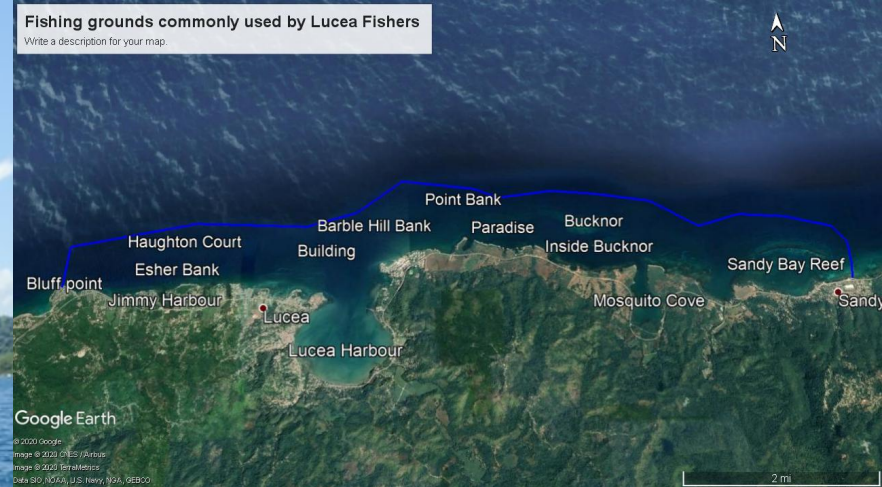 Fishing grounds commonly used by Lucea Fishers
Write a description for your map.
N
Point Bank
Barble Hill Bank
Paradise
Bucknor
Haughton Court
Building
Inside Bucknor
Esher Bank
Sandy Bay Reef
Bluff point
Jimmy Harbour
Mosquito Cove
Sandy
Lucea
Lucea Harbour
Google Earth
© 2020 Google
Image © 2020 CNES / Airbus
Image © 2020 TerraMetrics
Data SIO, NOAA, U.S. Navy, NGA, GEBCO
2 mi